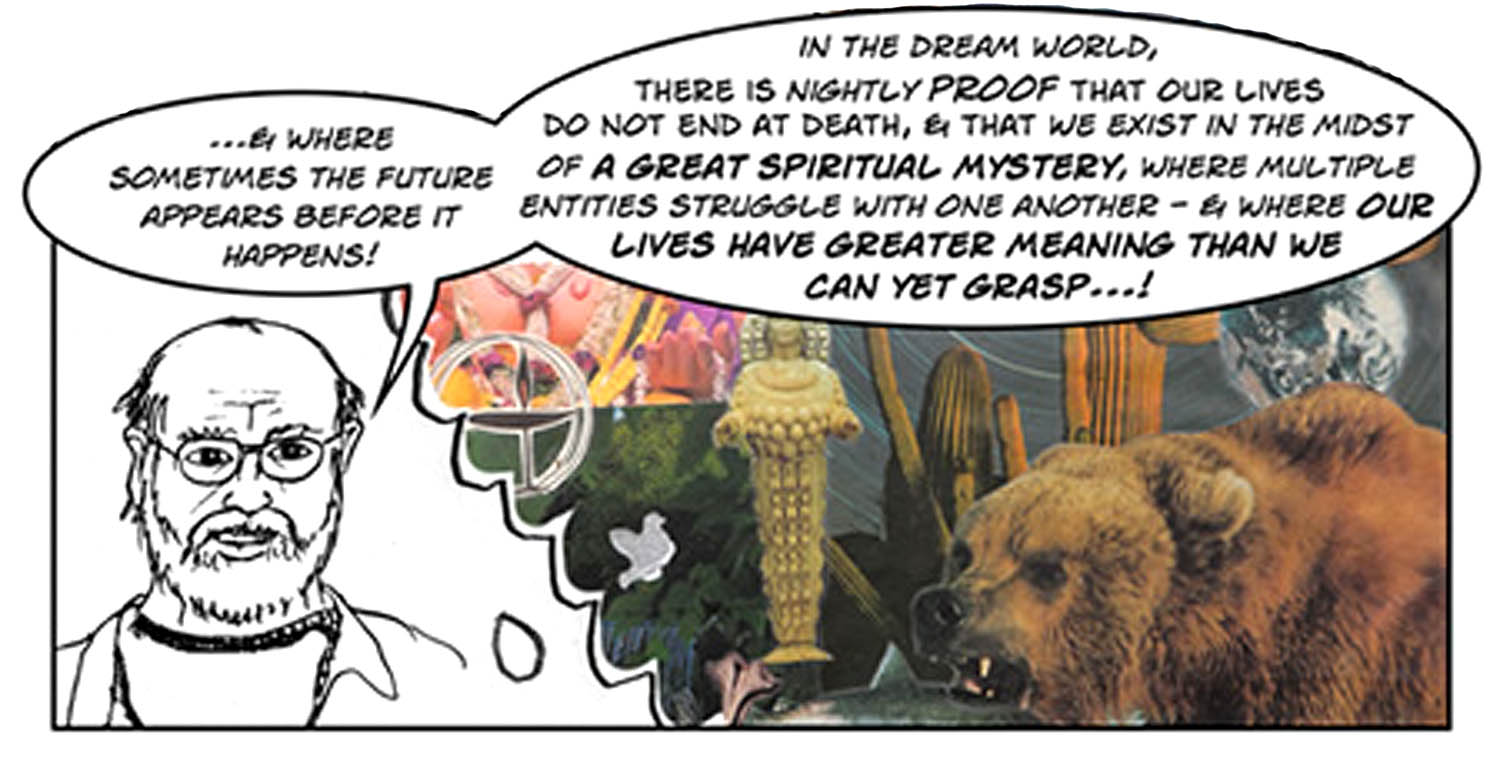 IN THE DREAM WORLD,
THERE IS NIGHTLY PROOF THAT OUR LIVES
DO NOT END AT DEATH, & THAT WE EXIST IN THE MIDST
OF A GREAT SPIRITUAL MYSTERY, WHERE MULTIPLE
ENTITIES STRUGGLE WITH ONE ANOTHER - & WHERE OUR
LIVES HAVE GREATER MEANING THAN WE
CAN YET GRASP...!
...& WHERE
SOMETIMES THE FUTURE
APPEARS BEFORE IT
HAPPENS!